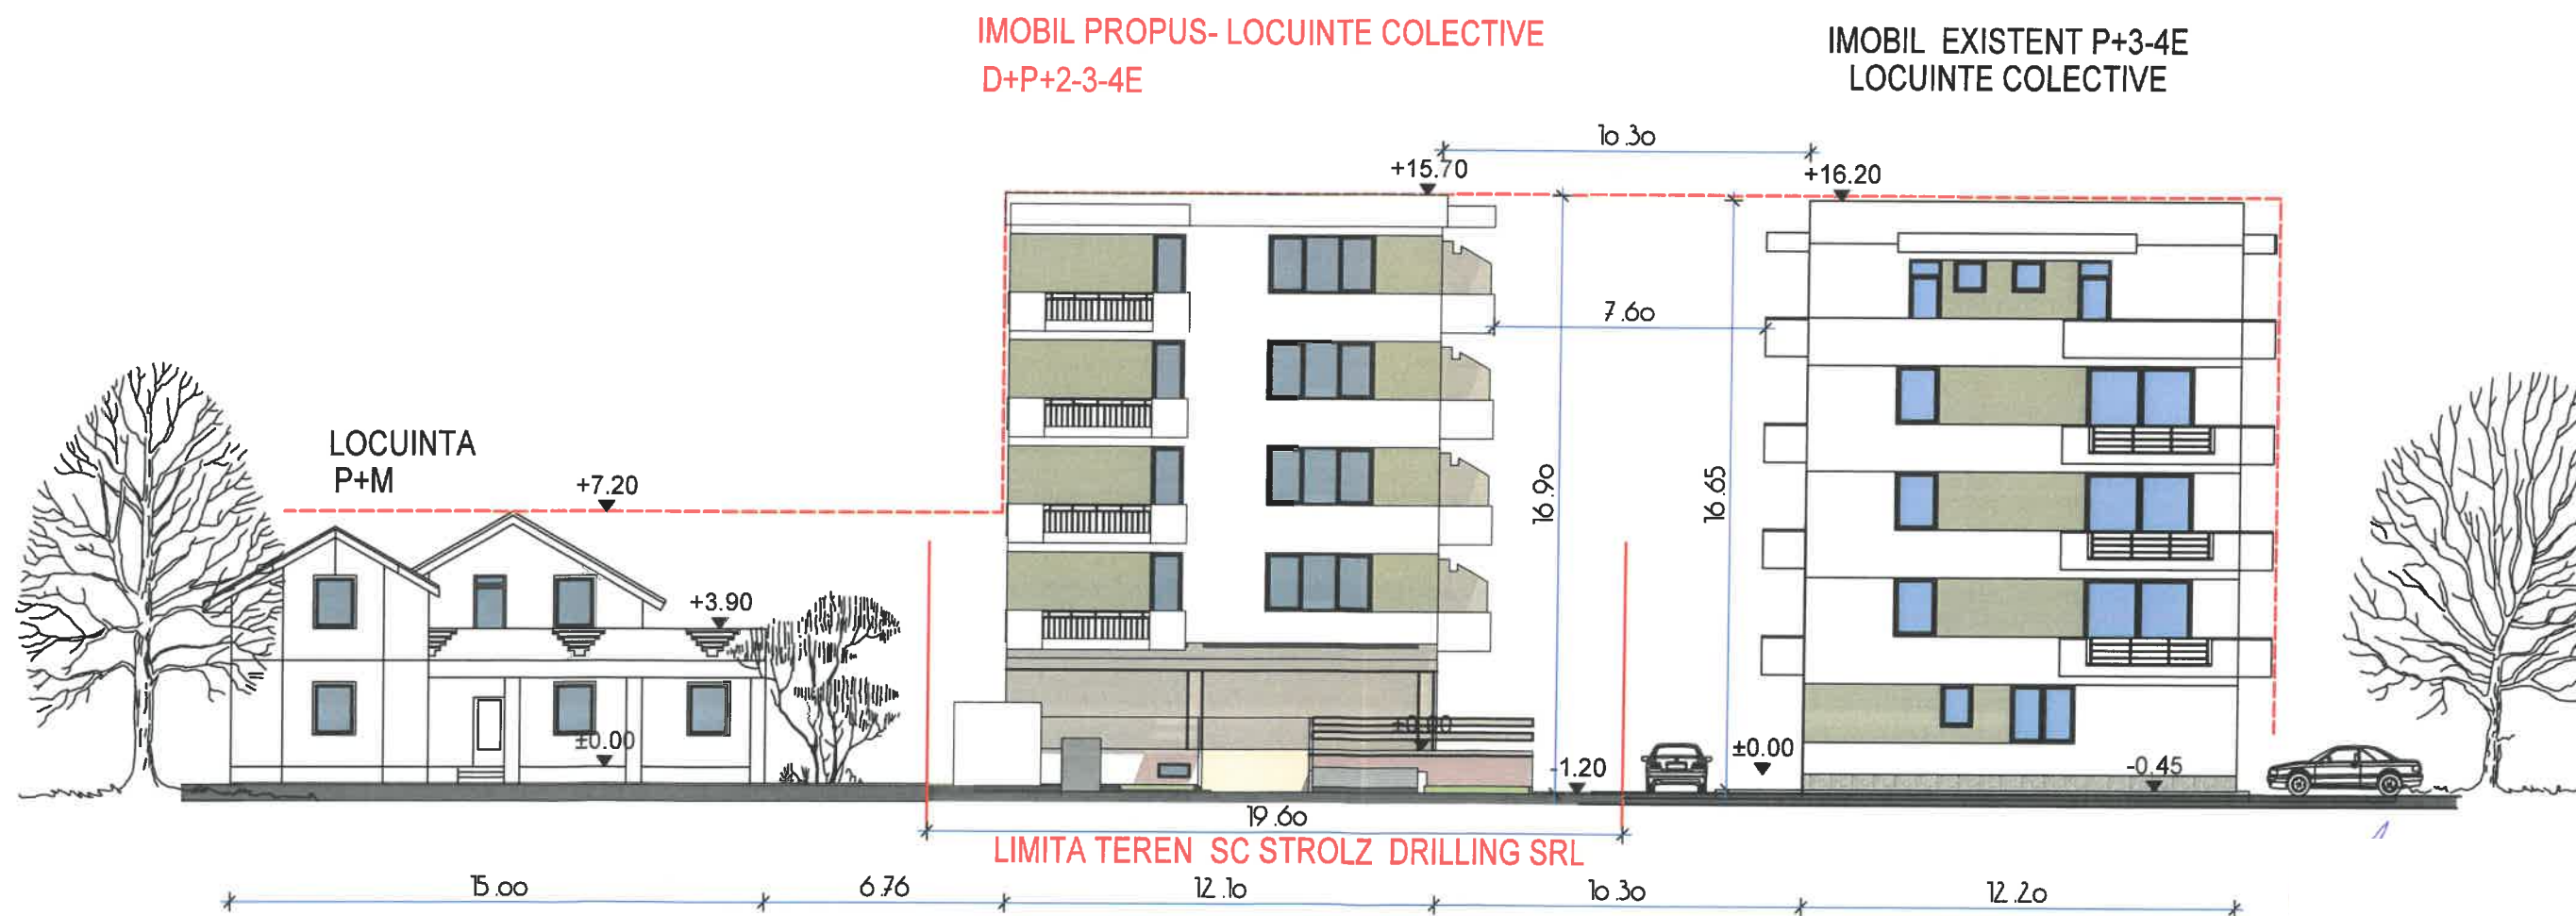 IMOBIL PROPUS- LOCUINTE COLECTIVE
D+P+2-3-4E
IMOBIL EXISTENT P+3-4E
LOCUINTE COLECTIVE
10.30
+15.70
+16.20
7.60
LOCUINTA
P+M
+7.20
16.90
16.65
+3.90
±0.00
±0.00
±0.00
-1.20
-0.45
19.60
LIMITA TEREN SC STROLZ DRILLING SRL
15.00
6.76
12.10
10.30
12.20